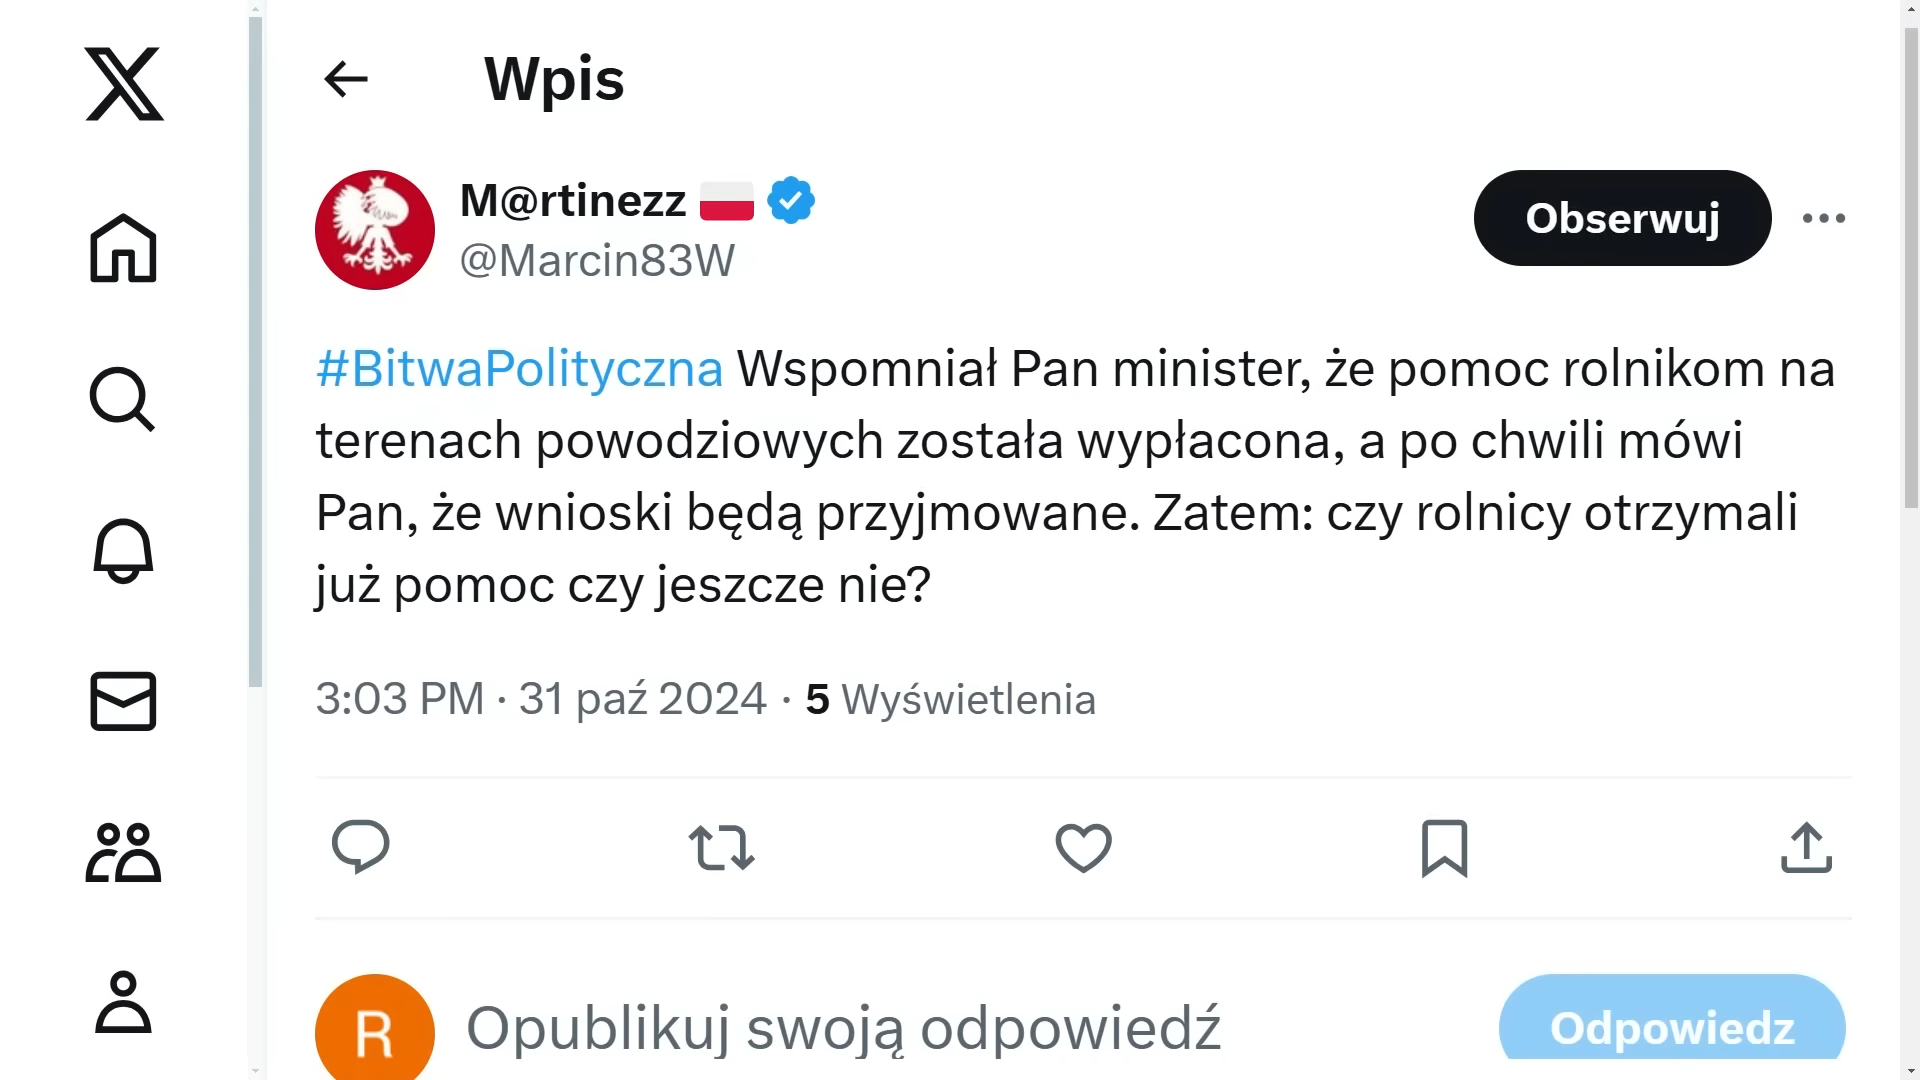 Wpis
M@rtinezz
@Marcin83W
Obserwuj
#BitwaPolityczna Wspomniał Pan minister, że pomoc rolnikom na
terenach powodziowych została wypłacona, a po chwili mówi
Pan, że wnioski będą przyjmowane. Zatem: czy rolnicy otrzymali
już pomoc czy jeszcze nie?
3:03 PM · 31 paź 2024 · 5 Wyświetlenia
R
Opublikuj swoją odpowiedź
Odpowiedz